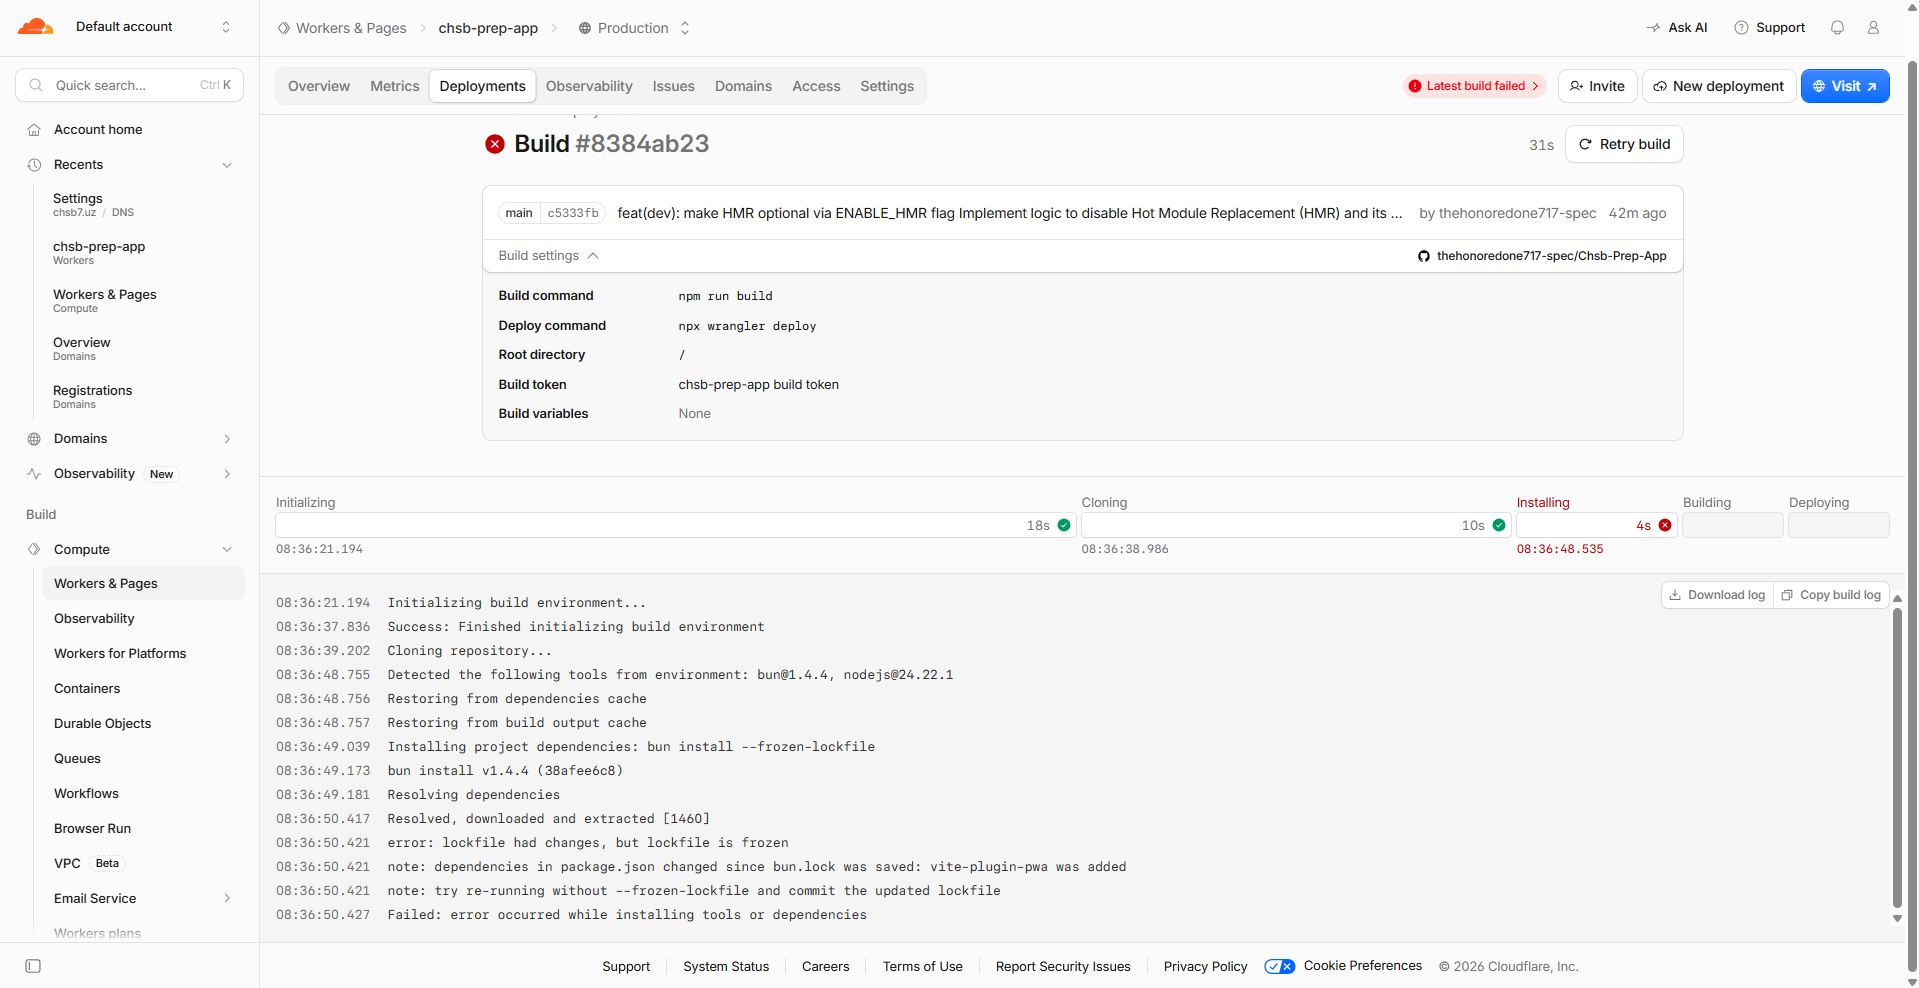 Default account
Workers & Pages
chsb-prep-app
Production
Ask AI
Support
Quick search...
Ctrl K
Overview
Metrics
Deployments
Observability
Issues
Domains
Access
Settings
Latest build failed
Invite
New deployment
Visit
Account home
Recents
Settings
chsb7.uz / DNS
chsb-prep-app
Workers
Workers & Pages
Compute
Overview
Domains
Registrations
Domains
Domains
Observability New
Build
Compute
Workers & Pages
Observability
Workers for Platforms
Containers
Durable Objects
Queues
Workflows
Browser Run
VPC Beta
Email Service
Workers plans
Build #8384ab23
31s
Retry build
main c5333fb feat(dev): make HMR optional via ENABLE_HMR flag Implement logic to disable Hot Module Replacement (HMR) and its ... by thehonoredone717-spec 42m ago
Build settings
thehonoredone717-spec/Chsb-Prep-App
Build command npm run build
Deploy command npx wrangler deploy
Root directory /
Build token chsb-prep-app build token
Build variables None
Initializing
18s
08:36:21.194
Cloning
10s
08:36:38.986
Installing
4s
08:36:48.535
Building
Deploying
Download log
Copy build log
08:36:21.194 Initializing build environment...
08:36:37.836 Success: Finished initializing build environment
08:36:39.202 Cloning repository...
08:36:48.755 Detected the following tools from environment: bun@1.4.4, nodejs@24.22.1
08:36:48.756 Restoring from dependencies cache
08:36:48.757 Restoring from build output cache
08:36:49.039 Installing project dependencies: bun install --frozen-lockfile
08:36:49.173 bun install v1.4.4 (38afee6c8)
08:36:49.181 Resolving dependencies
08:36:50.417 Resolved, downloaded and extracted [1460]
08:36:50.421 error: lockfile had changes, but lockfile is frozen
08:36:50.421 note: dependencies in package.json changed since bun.lock was saved: vite-plugin-pwa was added
08:36:50.421 note: try re-running without --frozen-lockfile and commit the updated lockfile
08:36:50.427 Failed: error occurred while installing tools or dependencies
Support
System Status
Careers
Terms of Use
Report Security Issues
Privacy Policy
Cookie Preferences
© 2026 Cloudflare, Inc.